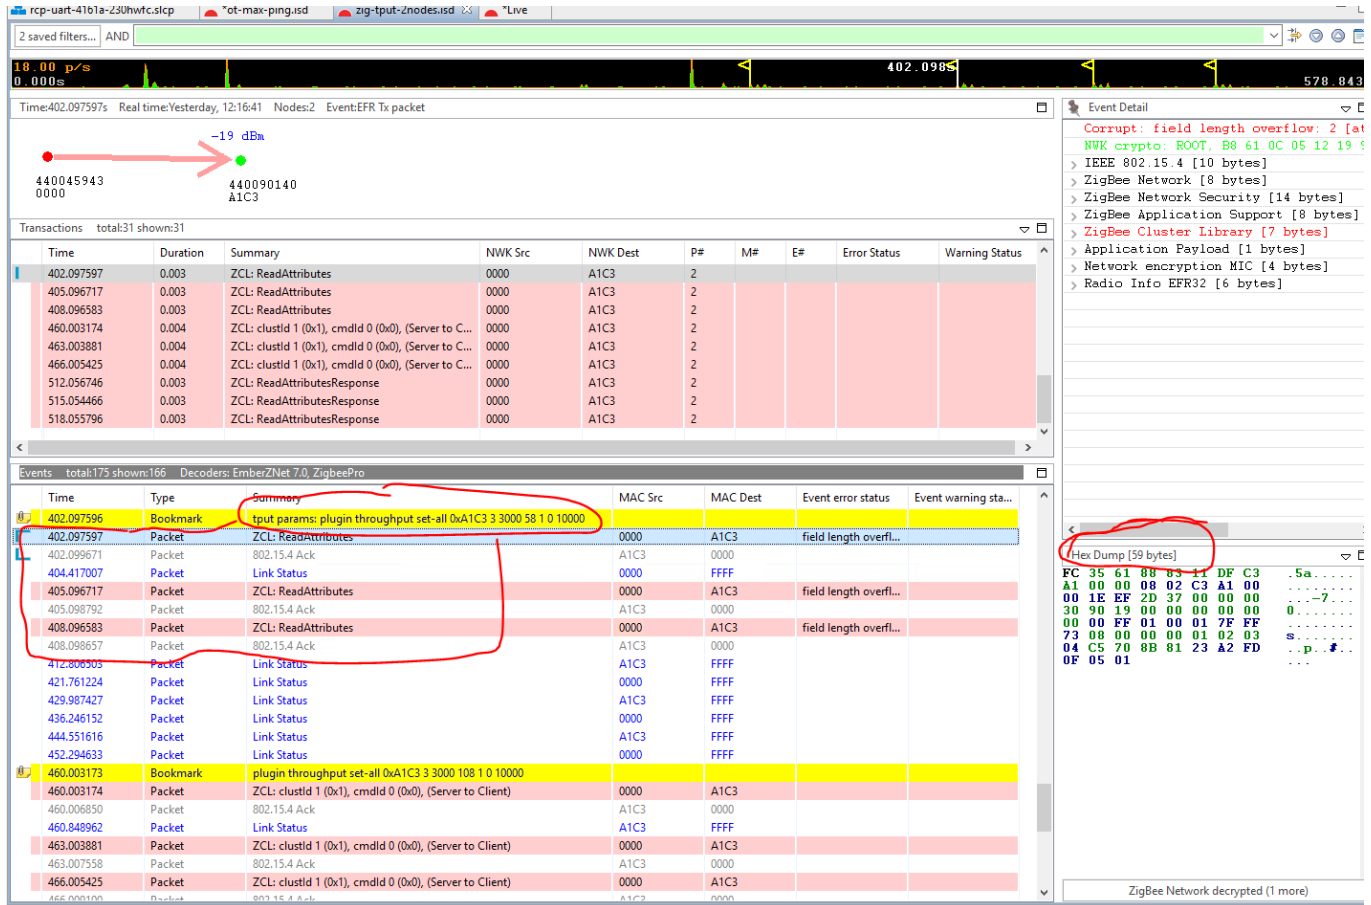 rcp-uart-4161a-230hwfc.slcp *ot-max-ping.isd zig-tput-2nodes.isd *Live
2 saved filters... AND
18.00 p/s 402.098s
0.000s 578.843
Time:402.097597s Real time:Yesterday, 12:16:41 Nodes:2 Event:EFR Tx packet
-19 dBm
440045943 440090140
0000 A1C3
Transactions total:31 shown:31
Time Duration Summary NWK Src NWK Dest P# M# E# Error Status Warning Status
402.097597 0.003 ZCL: ReadAttributes 0000 A1C3 2
405.096717 0.003 ZCL: ReadAttributes 0000 A1C3 2
408.096583 0.003 ZCL: ReadAttributes 0000 A1C3 2
460.003174 0.004 ZCL: clustId 1 (0x1), cmdId 0 (0x0), (Server to C... 0000 A1C3 2
463.003881 0.004 ZCL: clustId 1 (0x1), cmdId 0 (0x0), (Server to C... 0000 A1C3 2
466.005425 0.004 ZCL: clustId 1 (0x1), cmdId 0 (0x0), (Server to C... 0000 A1C3 2
512.056746 0.003 ZCL: ReadAttributesResponse 0000 A1C3 2
515.054466 0.003 ZCL: ReadAttributesResponse 0000 A1C3 2
518.055796 0.003 ZCL: ReadAttributesResponse 0000 A1C3 2
Events total:175 shown:166 Decoders: EmberZNet 7.0, ZigbeePro
Time Type Summary MAC Src MAC Dest Event error status Event warning sta...
402.097596 Bookmark tput params: plugin throughput set-all 0xA1C3 3 3000 58 1 0 10000
402.097597 Packet ZCL: ReadAttributes 0000 A1C3 field length overfl...
402.099671 Packet 802.15.4 Ack A1C3 0000
404.417007 Packet Link Status 0000 FFFF
405.096717 Packet ZCL: ReadAttributes 0000 A1C3 field length overfl...
405.098792 Packet 802.15.4 Ack A1C3 0000
408.096583 Packet ZCL: ReadAttributes 0000 A1C3 field length overfl...
408.098657 Packet 802.15.4 Ack A1C3 0000
412.806503 Packet Link Status A1C3 FFFF
421.761224 Packet Link Status 0000 FFFF
429.987427 Packet Link Status A1C3 FFFF
436.246152 Packet Link Status 0000 FFFF
444.551616 Packet Link Status A1C3 FFFF
452.294633 Packet Link Status 0000 FFFF
460.003173 Bookmark plugin throughput set-all 0xA1C3 3 3000 108 1 0 10000
460.003174 Packet ZCL: clustId 1 (0x1), cmdId 0 (0x0), (Server to Client) 0000 A1C3
460.006850 Packet 802.15.4 Ack A1C3 0000
460.848962 Packet Link Status A1C3 FFFF
463.003881 Packet ZCL: clustId 1 (0x1), cmdId 0 (0x0), (Server to Client) 0000 A1C3
463.007558 Packet 802.15.4 Ack A1C3 0000
466.005425 Packet ZCL: clustId 1 (0x1), cmdId 0 (0x0), (Server to Client) 0000 A1C3
466.009100 Packet 802.15.4 Ack A1C3 0000
Event Detail
Corrupt: field length overflow: 2 [at
NWK crypto: ROOT, B8 61 0C 05 12 19 9
IEEE 802.15.4 [10 bytes]
ZigBee Network [8 bytes]
ZigBee Network Security [14 bytes]
ZigBee Application Support [8 bytes]
ZigBee Cluster Library [7 bytes]
Application Payload [1 bytes]
Network encryption MIC [4 bytes]
Radio Info EFR32 [6 bytes]
Hex Dump [59 bytes]
FC 35 61 88 83 11 DF C3 .5a.....
A1 00 00 08 02 C3 A1 00 ........
00 1E EF 2D 37 00 00 00 ...-7...
30 90 19 00 00 00 00 00 0.......
00 00 FF 01 00 01 7F FF ........
73 08 00 00 00 01 02 03 s.......
04 C5 70 8B 81 23 A2 FD ..p..#..
0F 05 01 ...
ZigBee Network decrypted (1 more)